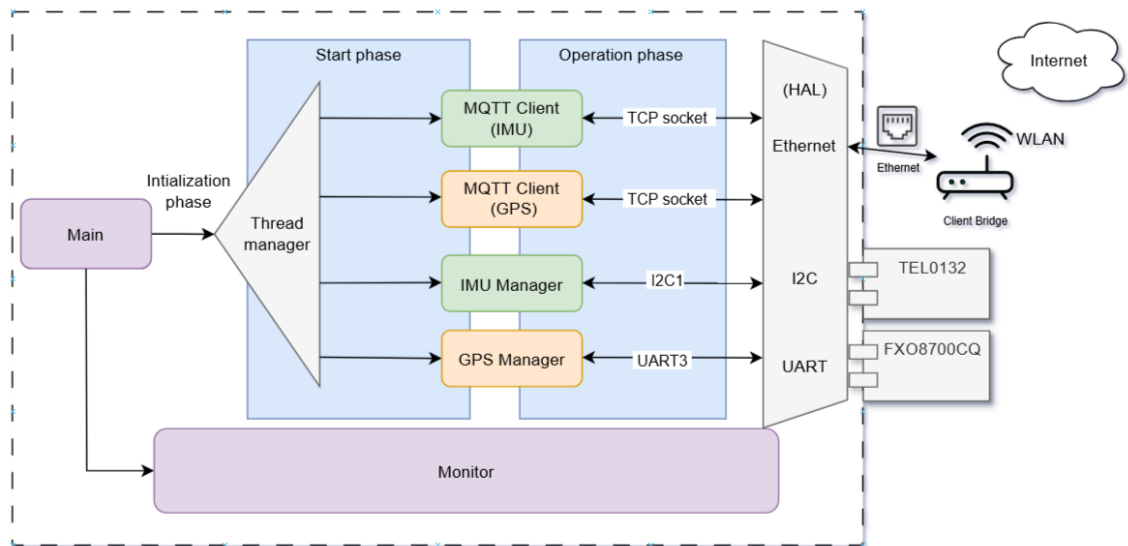 Start phase
Operation phase
(HAL)
Internet
MQTT Client
(IMU)
TCP socket
Ethernet
WLAN
Ethernet
Intialization
phase
MQTT Client
(GPS)
TCP socket
Client Bridge
Main
Thread
manager
IMU Manager
I2C1
I2C
TEL0132
GPS Manager
UART3
UART
FXO8700CQ
Monitor